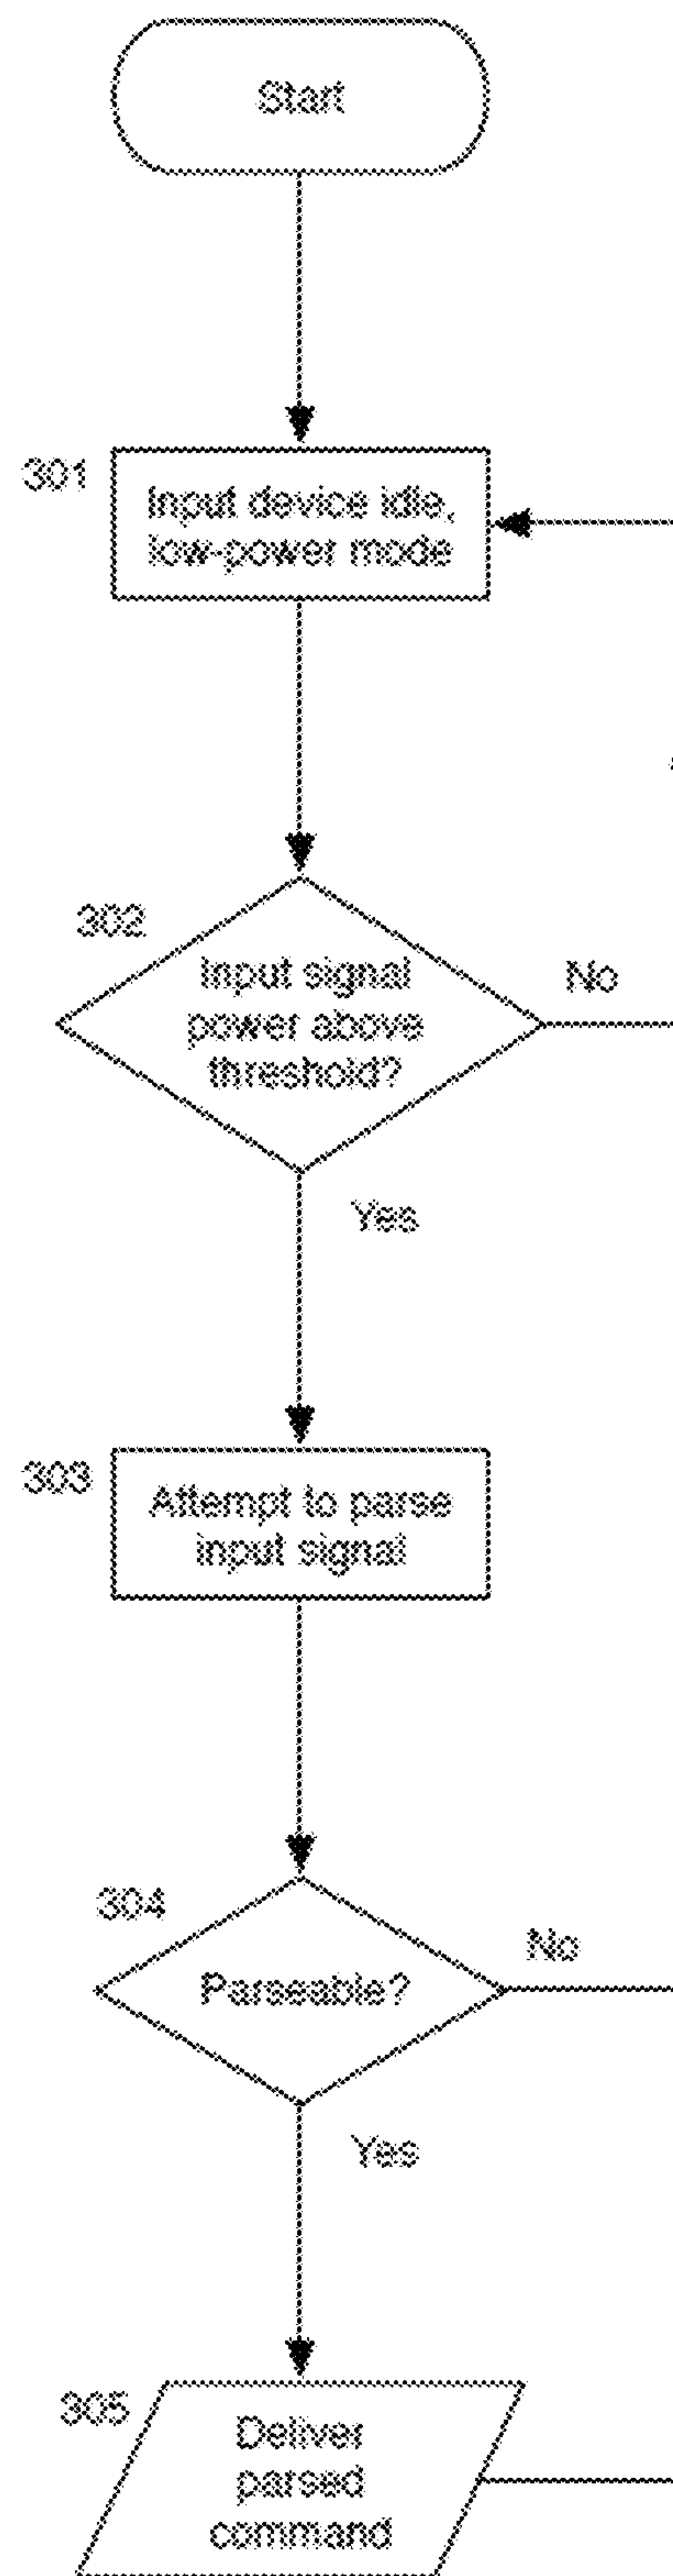 Start
301
Input device idle,
low-power mode
302
Input signal
power above
threshold?
No
Yes
303
Attempt to parse
input signal
304
Parseable?
No
Yes
305
Deliver
parsed
command